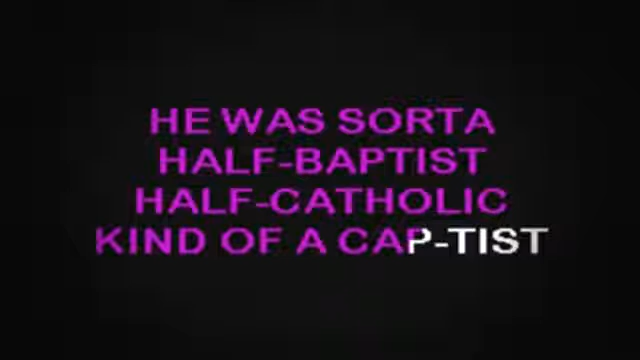 HE WAS SORTA
HALF-BAPTIST
HALF-CATHOLIC
KIND OF A CAP-TIST